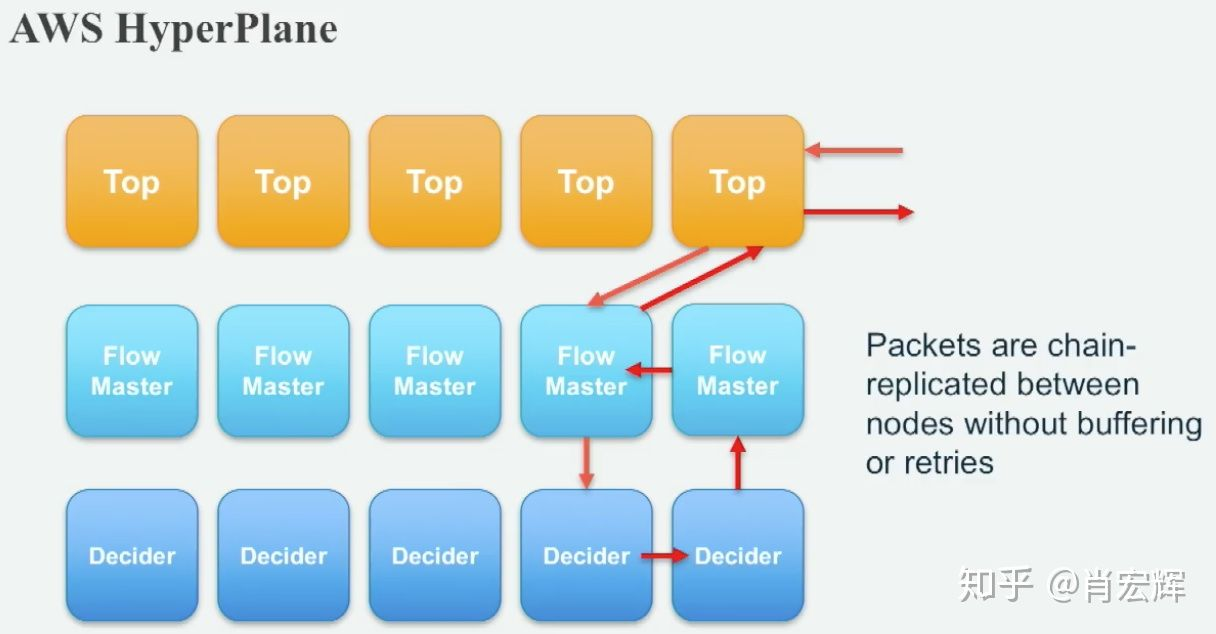 AWS HyperPlane
Top
Top
Top
Top
Top
Flow
Master
Flow
Master
Flow
Master
Flow
Master
Flow
Master
Packets are chain-
replicated between
nodes without buffering
or retries
Decider
Decider
Decider
Decider
Decider
知乎 @肖宏辉